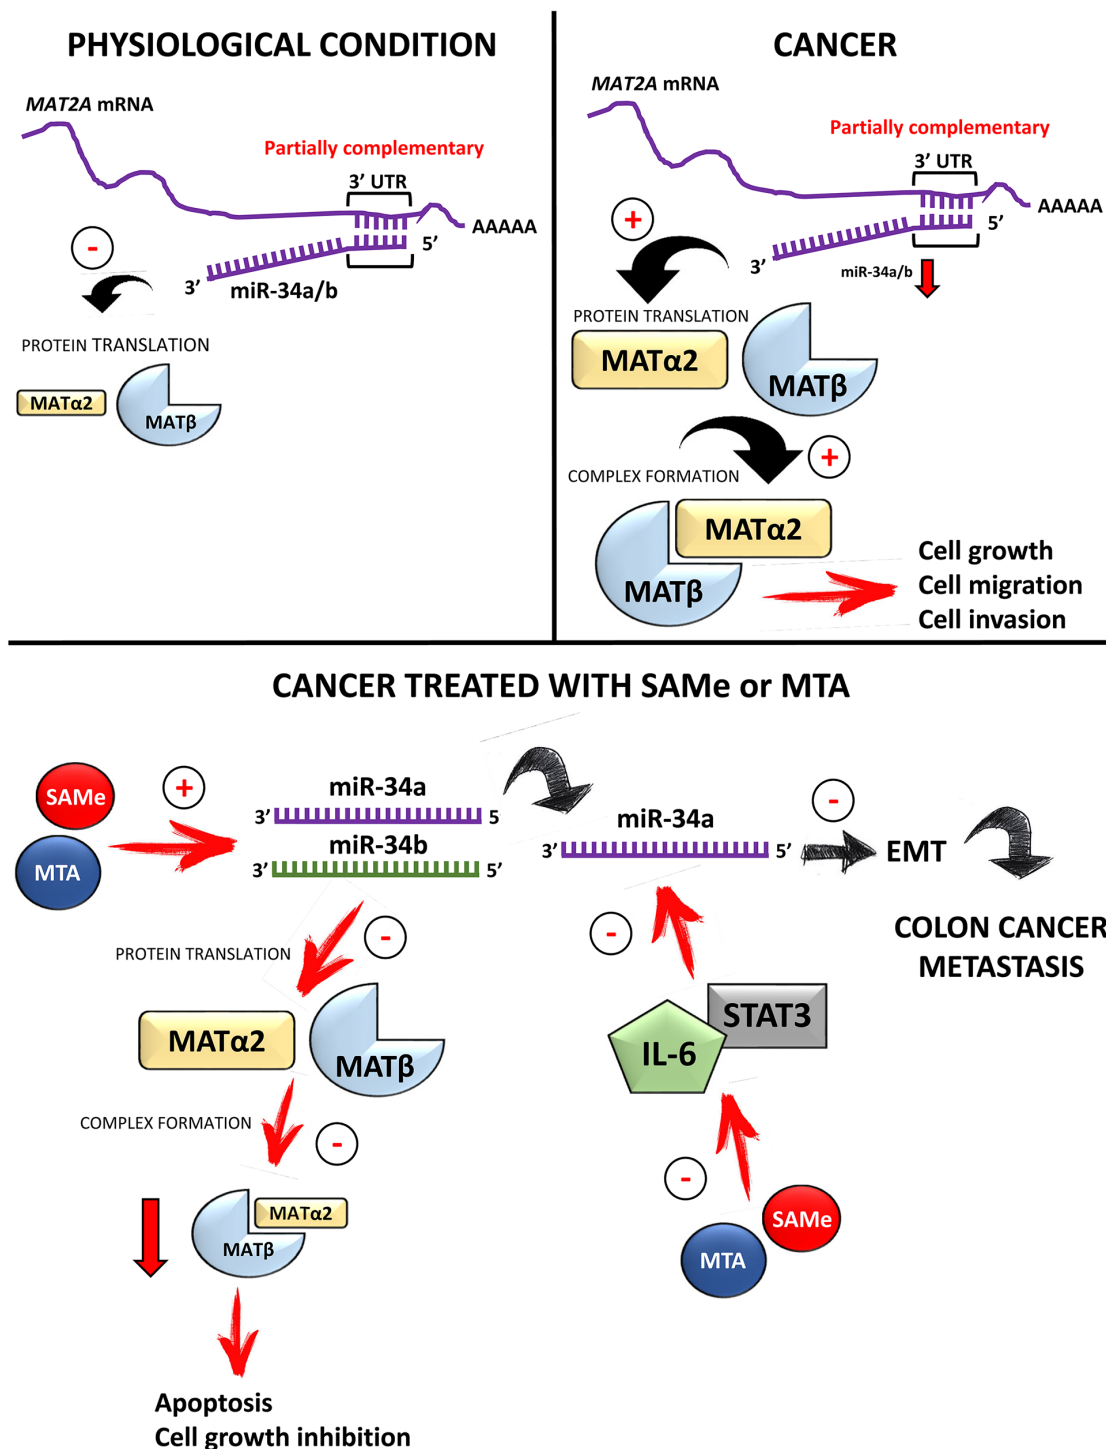 PHYSIOLOGICAL CONDITION
MAT2A mRNA
Partially complementary
3’ UTR
AAAAA
-
5’
3’
miR-34a/b
PROTEIN TRANSLATION
MATα2
MATβ
CANCER
MAT2A mRNA
Partially complementary
3’ UTR
AAAAA
+
5’
3’
miR-34a/b
PROTEIN TRANSLATION
MATα2
MATβ
+
COMPLEX FORMATION
MATα2
MATβ
Cell growth
Cell migration
Cell invasion
CANCER TREATED WITH SAMe or MTA
SAMe
MTA
+
miR-34a
3’ 5
miR-34b
3’ 5’
miR-34a
3’ 5’
-
EMT
COLON CANCER
METASTASIS
-
PROTEIN TRANSLATION
MATα2
MATβ
COMPLEX FORMATION
-
MATα2
MATβ
Apoptosis
Cell growth inhibition
-
STAT3
IL-6
-
SAMe
MTA